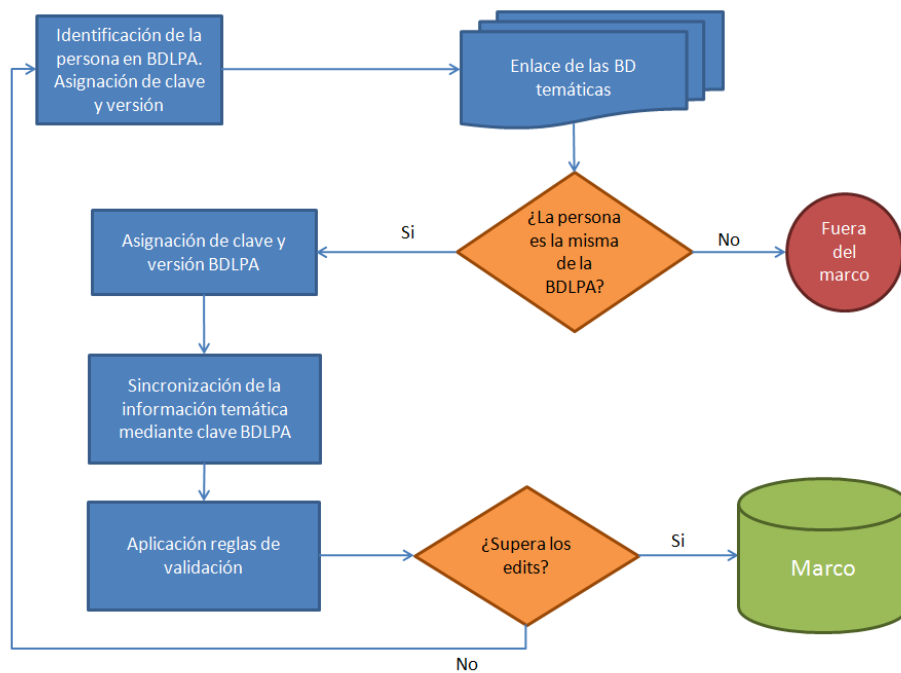 Identificación de
la persona en BDLPA.
Asignación de clave
y versión
Enlace de las BD
temáticas
¿La persona
es la misma
de la
BDLPA?
Si
No
Fuera
del
marco
Asignación de clave y
versión BDLPA
Sincronización de la
información temática
mediante clave BDLPA
Aplicación reglas de
validación
¿Supera los
edits?
Si
Marco
No